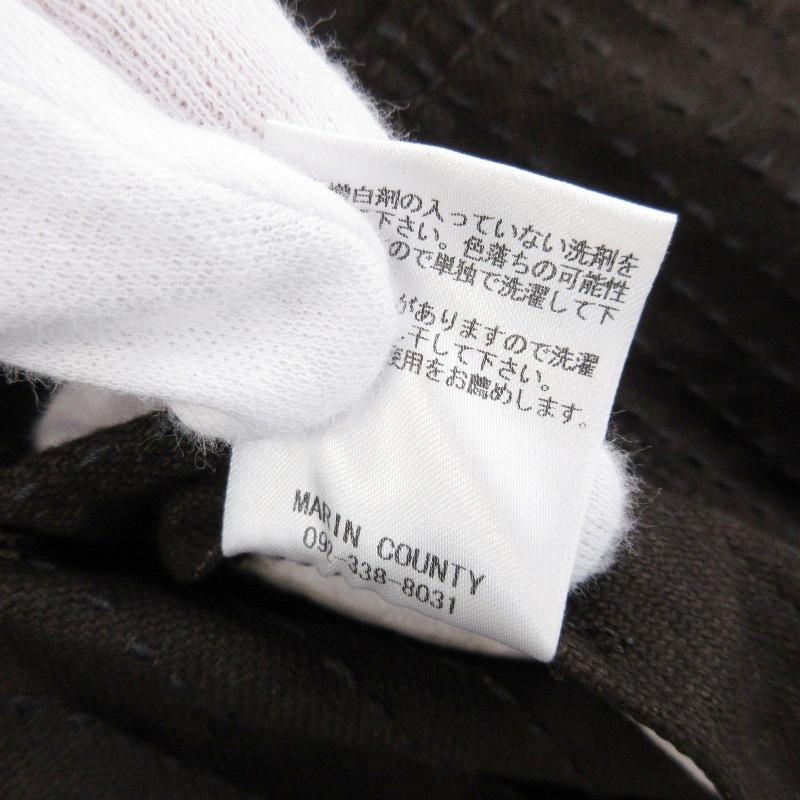 増白剤の入っていない洗剤を
て下さい。色落ちの可能性
ので単独で洗濯して下
がありますので洗濯
干して下さい。
使用をお薦めします。
MARIN COUNTY
092-338-8031